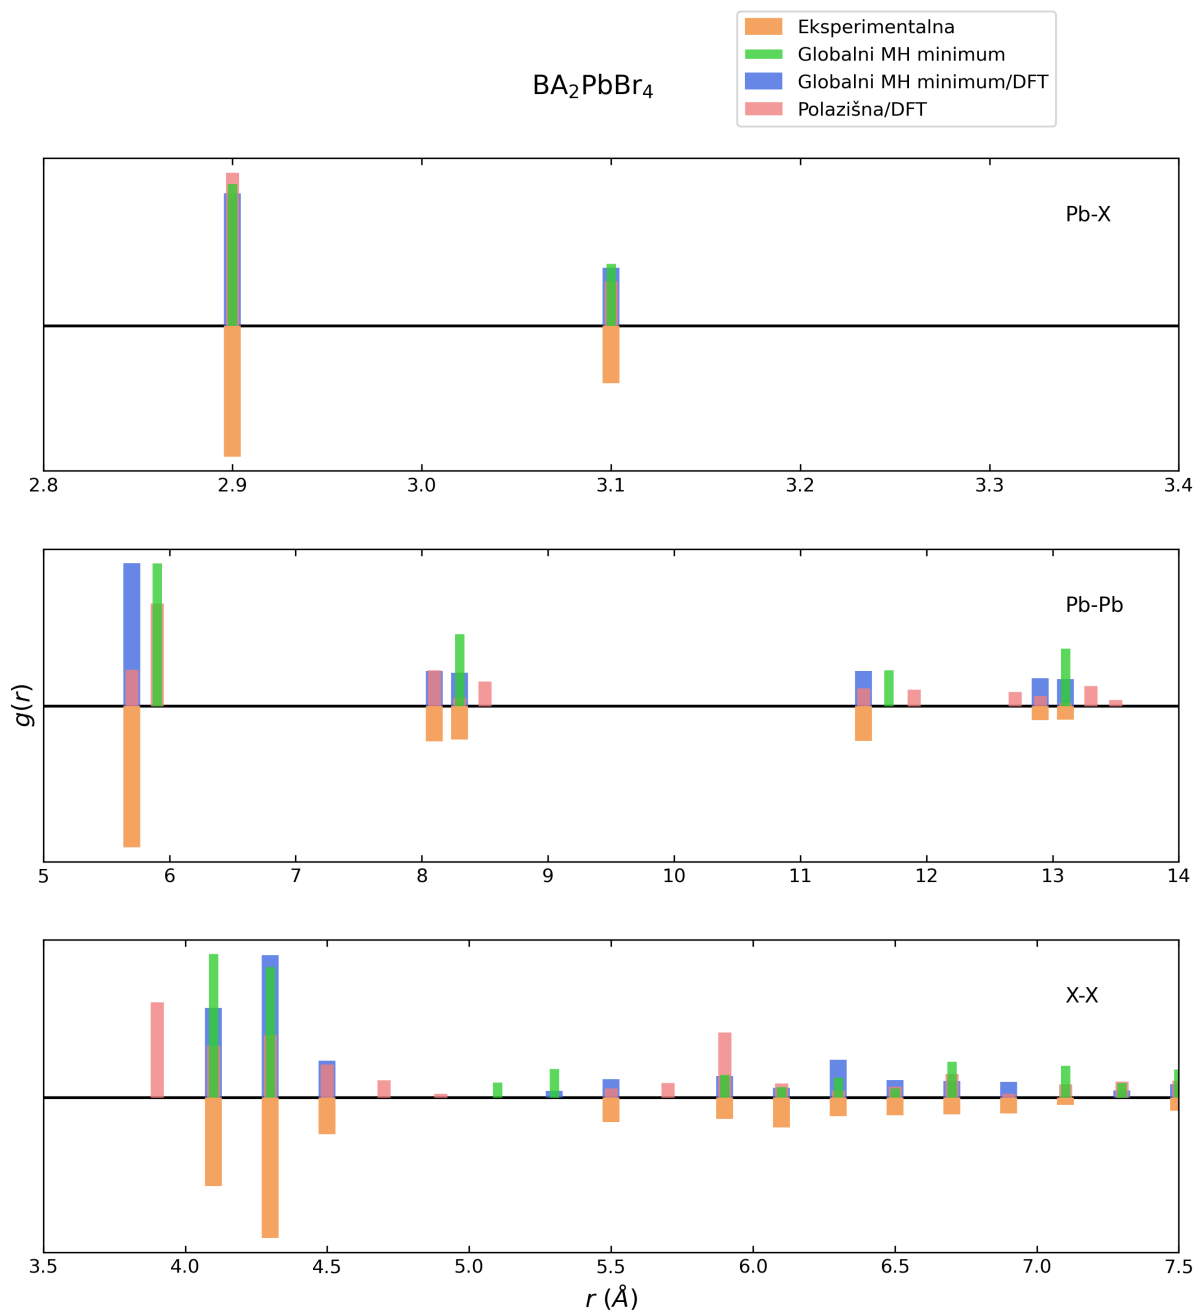 Eksperimentalna
Globalni MH minimum
Globalni MH minimum/DFT
Polazišna/DFT
BA₂PbBr₄
Pb-X
2.8 2.9 3.0 3.1 3.2 3.3 3.4
Pb-Pb
g(r)
5 6 7 8 9 10 11 12 13 14
X-X
3.5 4.0 4.5 5.0 5.5 6.0 6.5 7.0 7.5
r (Å)